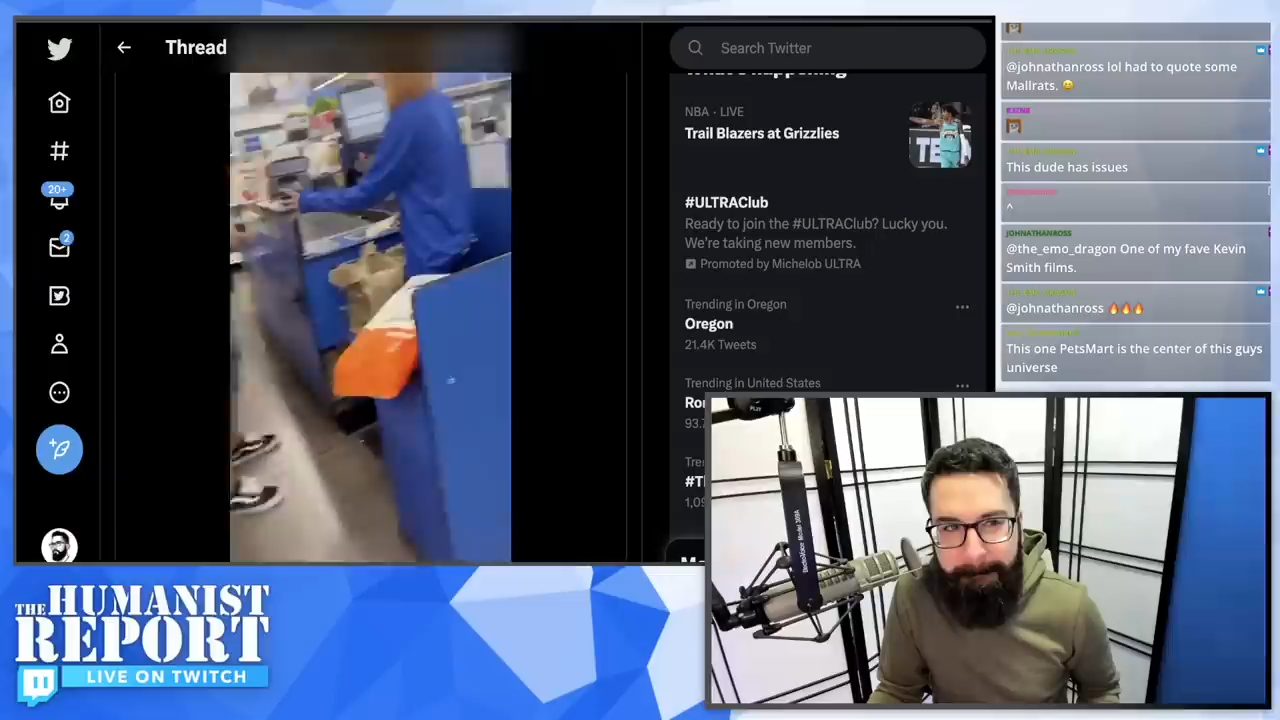 Thread
Search Twitter
What's happening
NBA · LIVE
Trail Blazers at Grizzlies
#ULTRAClub
Ready to join the #ULTRAClub? Lucky you.
We're taking new members.
Promoted by Michelob ULTRA
Trending in Oregon
Oregon
21.4K Tweets
Trending in United States
93.7
20+
2
@johnathanross lol had to quote some
Mallrats. 😄
This dude has issues
^
JOHNATHANROSS
@the_emo_dragon One of my fave Kevin
Smith films.
@johnathanross 🔥🔥🔥
This one PetsMart is the center of this guys
universe
THE HUMANIST
REPORT
LIVE ON TWITCH